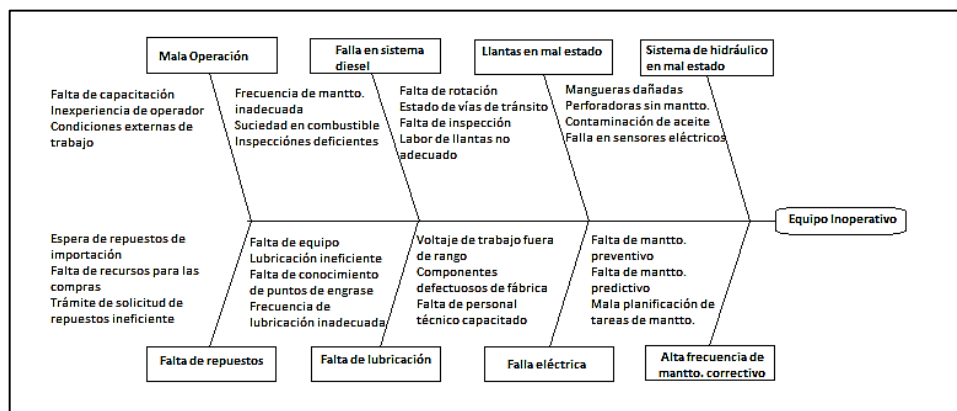 Mala Operación
Falla en sistema
diesel
Llantas en mal estado
Sistema de hidráulico
en mal estado
Falta de capacitación
Inexperiencia de operador
Condiciones externas de
trabajo
Frecuencia de mantto.
inadecuada
Suciedad en combustible
Inspecciónes deficientes
Falta de rotación
Estado de vías de tránsito
Falta de inspección
Labor de llantas no
adecuado
Mangueras dañadas
Perforadoras sin mantto.
Contaminación de aceite
Falla en sensores eléctricos
Equipo Inoperativo
Espera de repuestos de
importación
Falta de recursos para las
compras
Trámite de solicitud de
repuestos ineficiente
Falta de equipo
Lubricación ineficiente
Falta de conocimiento
de puntos de engrase
Frecuencia de
lubricación inadecuada
Voltaje de trabajo fuera
de rango
Componentes
defectuosos de fábrica
Falta de personal
técnico capacitado
Falta de mantto.
preventivo
Falta de mantto.
predictivo
Mala planificación de
tareas de mantto.
Falta de repuestos
Falta de lubricación
Falla eléctrica
Alta frecuencia de
mantto. correctivo